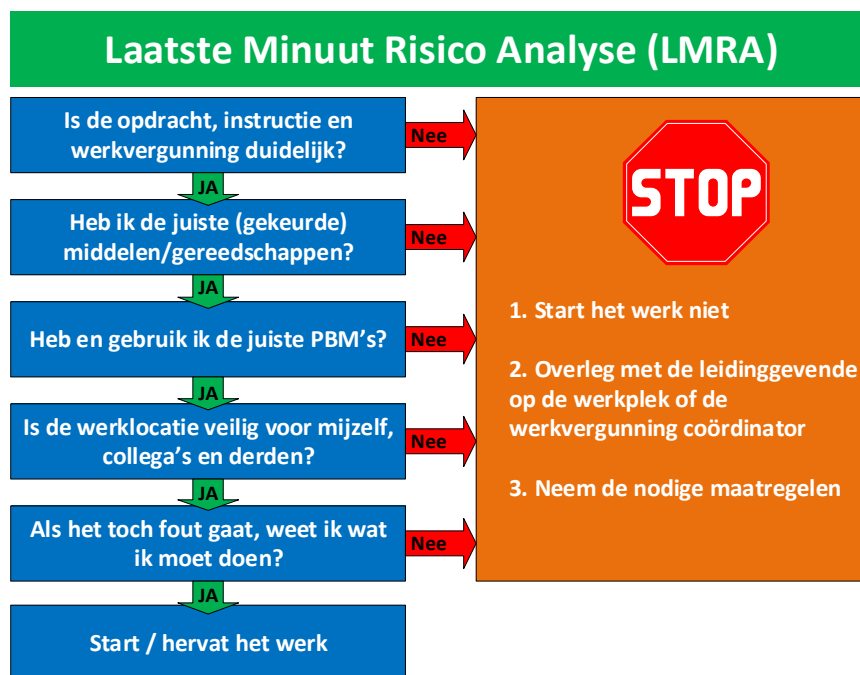 Laatste Minuut Risico Analyse (LMRA)
Is de opdracht, instructie en
werkvergunning duidelijk?
Nee
JA
Heb ik de juiste (gekeurde)
middelen/gereedschappen?
Nee
JA
Heb en gebruik ik de juiste PBM's?
Nee
JA
Is de werklocatie veilig voor mijzelf,
collega's en derden?
Nee
JA
Als het toch fout gaat, weet ik wat
ik moet doen?
Nee
JA
Start / hervat het werk
STOP
1. Start het werk niet
2. Overleg met de leidinggevende
op de werkplek of de
werkvergunning coördinator
3. Neem de nodige maatregelen